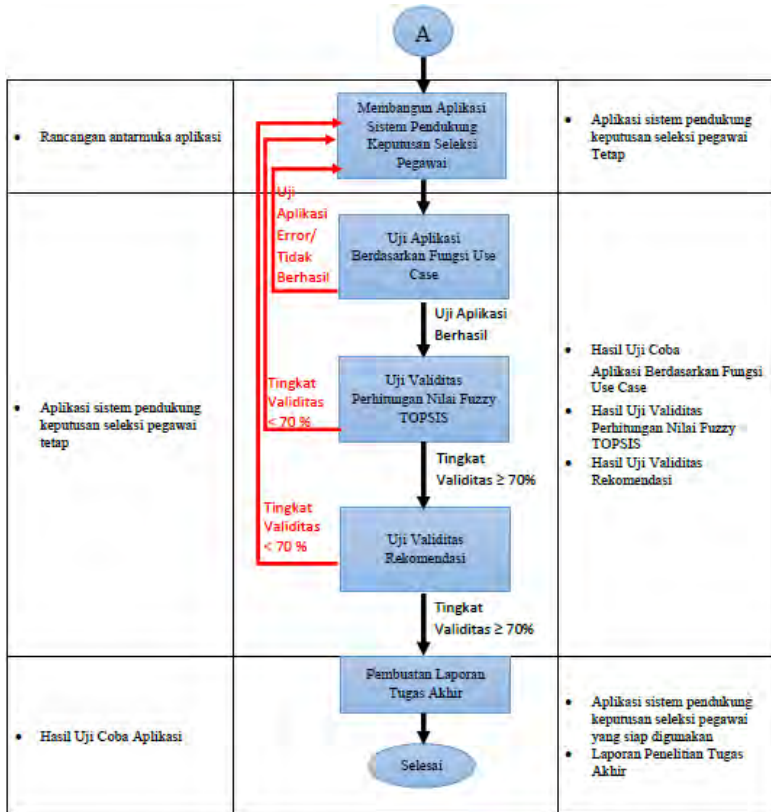 A
• Rancangan antarmuka aplikasi
Membangun Aplikasi
Sistem Pendukung
Keputusan Seleksi
Pegawai
• Aplikasi sistem pendukung
keputusan seleksi pegawai
Tetap
Uji
Aplikasi
Error/
Tidak
Berhasil
Uji Aplikasi
Berdasarkan Fungsi Use
Case
Uji Aplikasi
Berhasil
• Aplikasi sistem pendukung
keputusan seleksi pegawai
tetap
Tingkat
Validitas
< 70 %
Uji Validitas
Perhitungan Nilai Fuzzy
TOPSIS
Tingkat
Validitas ≥ 70%
Tingkat
Validitas
< 70 %
Uji Validitas
Rekomendasi
Tingkat
Validitas ≥ 70%
• Hasil Uji Coba
Aplikasi Berdasarkan Fungsi
Use Case
• Hasil Uji Validitas
Perhitungan Nilai Fuzzy
TOPSIS
• Hasil Uji Validitas
Rekomendasi
• Hasil Uji Coba Aplikasi
Pembuatan Laporan
Tugas Akhir
Selesai
• Aplikasi sistem pendukung
keputusan seleksi pegawai
yang siap digunakan
• Laporan Penelitian Tugas
Akhir